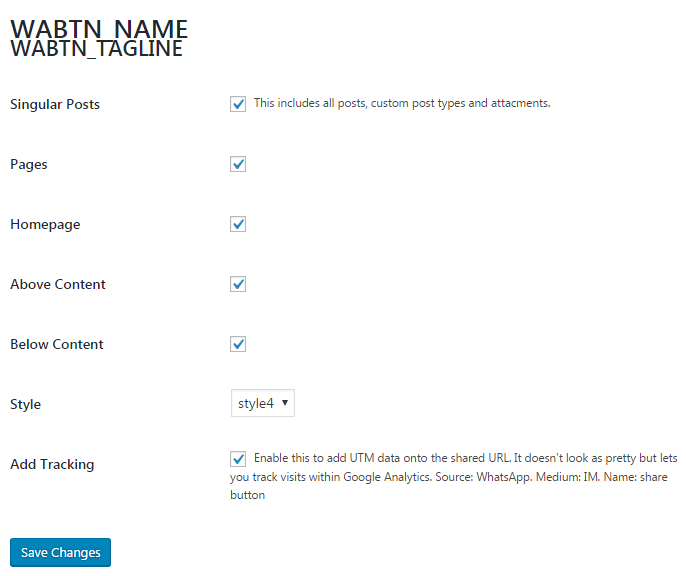 WABTN_NAME
WABTN_TAGLINE
Singular Posts
This includes all posts, custom post types and attacments.
Pages
Homepage
Above Content
Below Content
Style
style4
Add Tracking
Enable this to add UTM data onto the shared URL. It doesn't look as pretty but lets
you track visits within Google Analytics. Source: WhatsApp. Medium: IM. Name: share
button
Save Changes